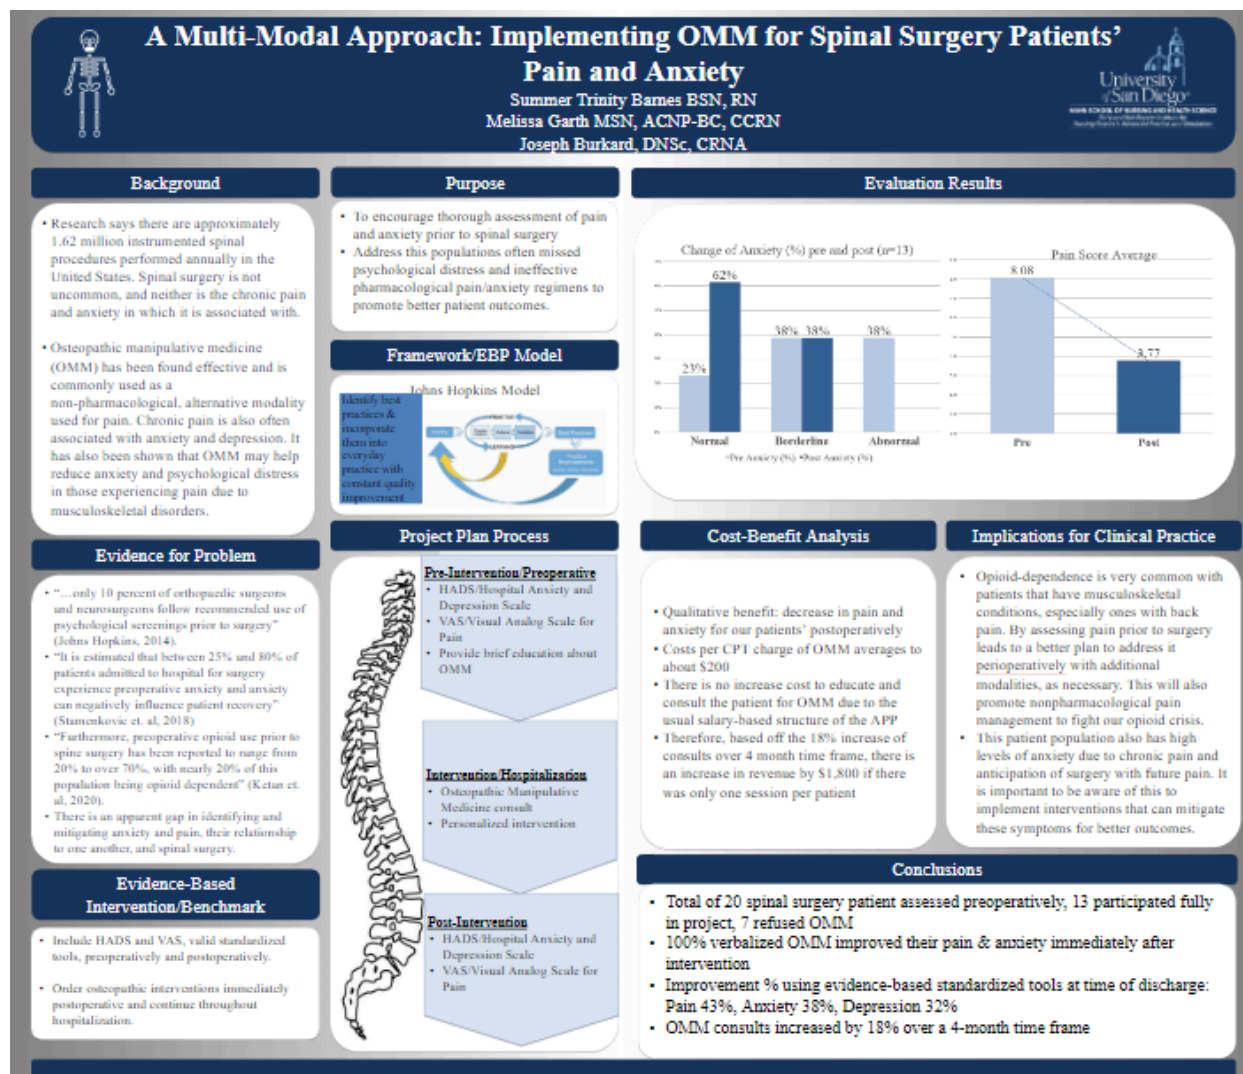 A Multi-Modal Approach: Implementing OMM for Spinal Surgery Patients'
Pain and Anxiety
Summer Trinity Barnes BSN, RN
Melissa Garth MSN, ACNP-BC, CCRN
Joseph Burkard, DNSc, CRNA
University
of San Diego
Background
• Research says there are approximately
1.62 million instrumented spinal
procedures performed annually in the
United States. Spinal surgery is not
uncommon, and neither is the chronic pain
and anxiety in which it is associated with.
• Osteopathic manipulative medicine
(OMM) has been found effective and is
commonly used as a
non-pharmacological, alternative modality
used for pain. Chronic pain is also often
associated with anxiety and depression. It
has also been shown that OMM may help
reduce anxiety and psychological distress
in those experiencing pain due to
musculoskeletal disorders.
Evidence for Problem
• "…only 10 percent of orthopaedic surgeons
and neurosurgeons follow recommended use of
psychological screenings prior to surgery"
(Johns Hopkins, 2014).
• "It is estimated that between 25% and 80% of
patients admitted to hospital for surgery
experience preoperative anxiety and anxiety
can negatively influence patient recovery"
(Stamenkovic et. al, 2018)
• "Furthermore, preoperative opioid use prior to
spine surgery has been reported to range from
20% to over 70%, with nearly 20% of this
population being opioid dependent" (Ketan et.
al, 2020).
• There is an apparent gap in identifying and
mitigating anxiety and pain, their relationship
to one another, and spinal surgery.
Evidence-Based
Intervention/Benchmark
• Include HADS and VAS, valid standardized
tools, preoperatively and postoperatively.
• Order osteopathic interventions immediately
postoperative and continue throughout
hospitalization.
Purpose
• To encourage thorough assessment of pain
and anxiety prior to spinal surgery
• Address this populations often missed
psychological distress and ineffective
pharmacological pain/anxiety regimens to
promote better patient outcomes.
Framework/EBP Model
Johns Hopkins Model
Identify best
practices &
incorporate
them into
everyday
practice with
constant quality
improvement
Project Plan Process
Pre-Intervention/Preoperative
• HADS/Hospital Anxiety and
Depression Scale
• VAS/Visual Analog Scale for
Pain
• Provide brief education about
OMM
Intervention/Hospitalization
• Osteopathic Manipulative
Medicine consult
• Personalized intervention
Post-Intervention
• HADS/Hospital Anxiety and
Depression Scale
• VAS/Visual Analog Scale for
Pain
Evaluation Results
Change of Anxiety (%) pre and post (n=13)
62%
38% 38% 38%
23%
Normal Borderline Abnormal
Pre Anxiety (%) Post Anxiety (%)
Pain Score Average
8.08
3.77
Pre Post
Cost-Benefit Analysis
• Qualitative benefit: decrease in pain and
anxiety for our patients' postoperatively
• Costs per CPT charge of OMM averages to
about $200
• There is no increase cost to educate and
consult the patient for OMM due to the
usual salary-based structure of the APP
• Therefore, based off the 18% increase of
consults over 4 month time frame, there is
an increase in revenue by $1,800 if there
was only one session per patient
Implications for Clinical Practice
• Opioid-dependence is very common with
patients that have musculoskeletal
conditions, especially ones with back
pain. By assessing pain prior to surgery
leads to a better plan to address it
perioperatively with additional
modalities, as necessary. This will also
promote nonpharmacological pain
management to fight our opioid crisis.
• This patient population also has high
levels of anxiety due to chronic pain and
anticipation of surgery with future pain. It
is important to be aware of this to
implement interventions that can mitigate
these symptoms for better outcomes.
Conclusions
• Total of 20 spinal surgery patient assessed preoperatively, 13 participated fully
in project, 7 refused OMM
• 100% verbalized OMM improved their pain & anxiety immediately after
intervention
• Improvement % using evidence-based standardized tools at time of discharge:
Pain 43%, Anxiety 38%, Depression 32%
• OMM consults increased by 18% over a 4-month time frame